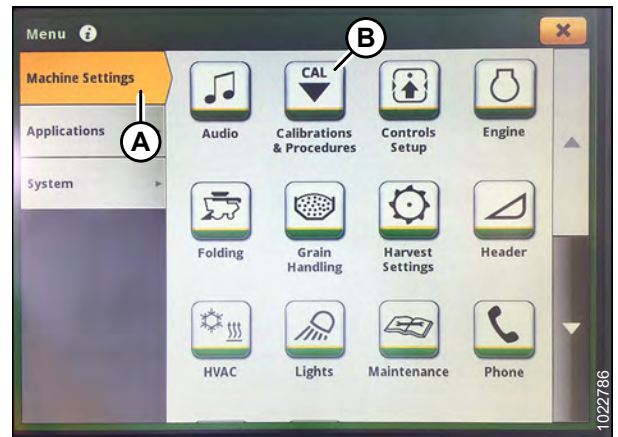 Menu i
B
Machine Settings
CAL
A
Audio
Calibrations
& Procedures
Controls
Setup
Engine
Applications
System
Folding
Grain
Handling
Harvest
Settings
Header
HVAC
Lights
Maintenance
Phone
1022786